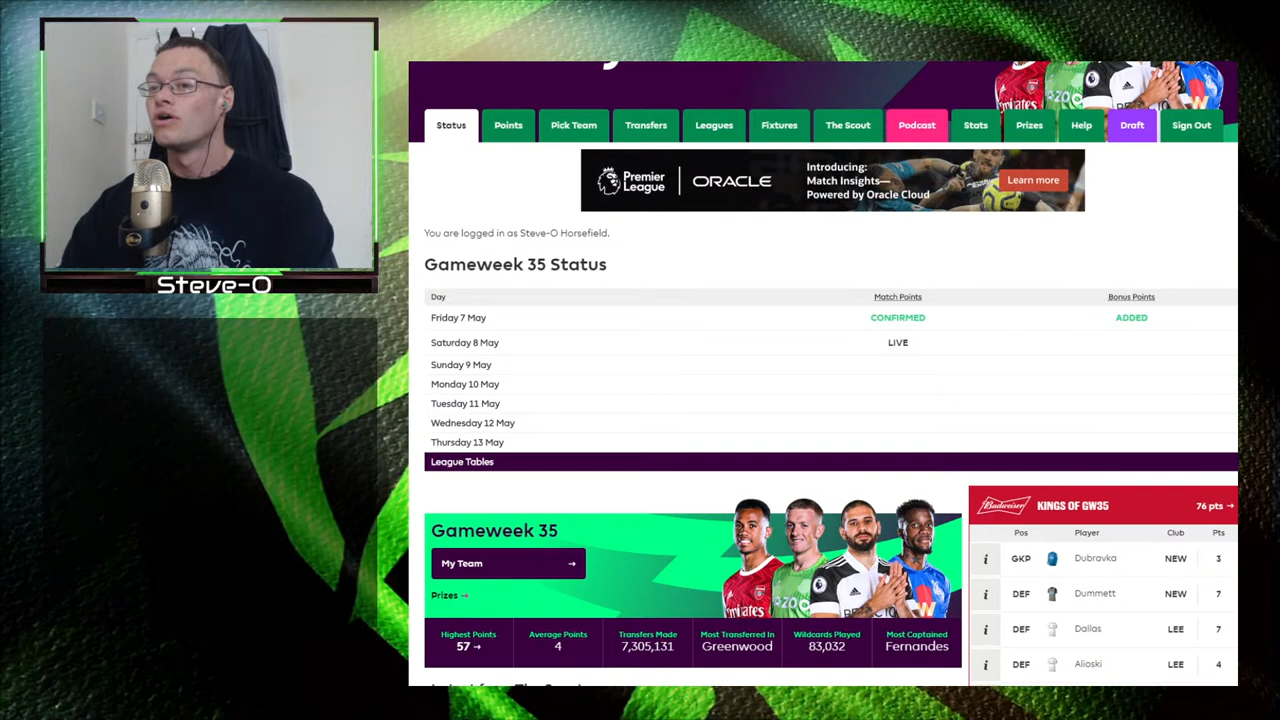 Steve-O
Status
Points
Pick Team
Transfers
Leagues
Fixtures
The Scout
Podcast
Stats
Prizes
Help
Draft
Sign Out
Premier
League
ORACLE
Introducing:
Match Insights—
Powered by Oracle Cloud
Learn more
You are logged in as Steve-O Horsefield.
Gameweek 35 Status
Day Match Points Bonus Points
Friday 7 May CONFIRMED ADDED
Saturday 8 May LIVE
Sunday 9 May
Monday 10 May
Tuesday 11 May
Wednesday 12 May
Thursday 13 May
League Tables
Gameweek 35
My Team →
Prizes →
Highest Points
57 →
Average Points
4
Transfers Made
7,305,131
Most Transferred In
Greenwood
Wildcards Played
83,032
Most Captained
Fernandes
Budweiser KINGS OF GW35 76 pts →
Pos Player Club Pts
i GKP Dubravka NEW 3
i DEF Dummett NEW 7
i DEF Dallas LEE 7
i DEF Alioski LEE 4